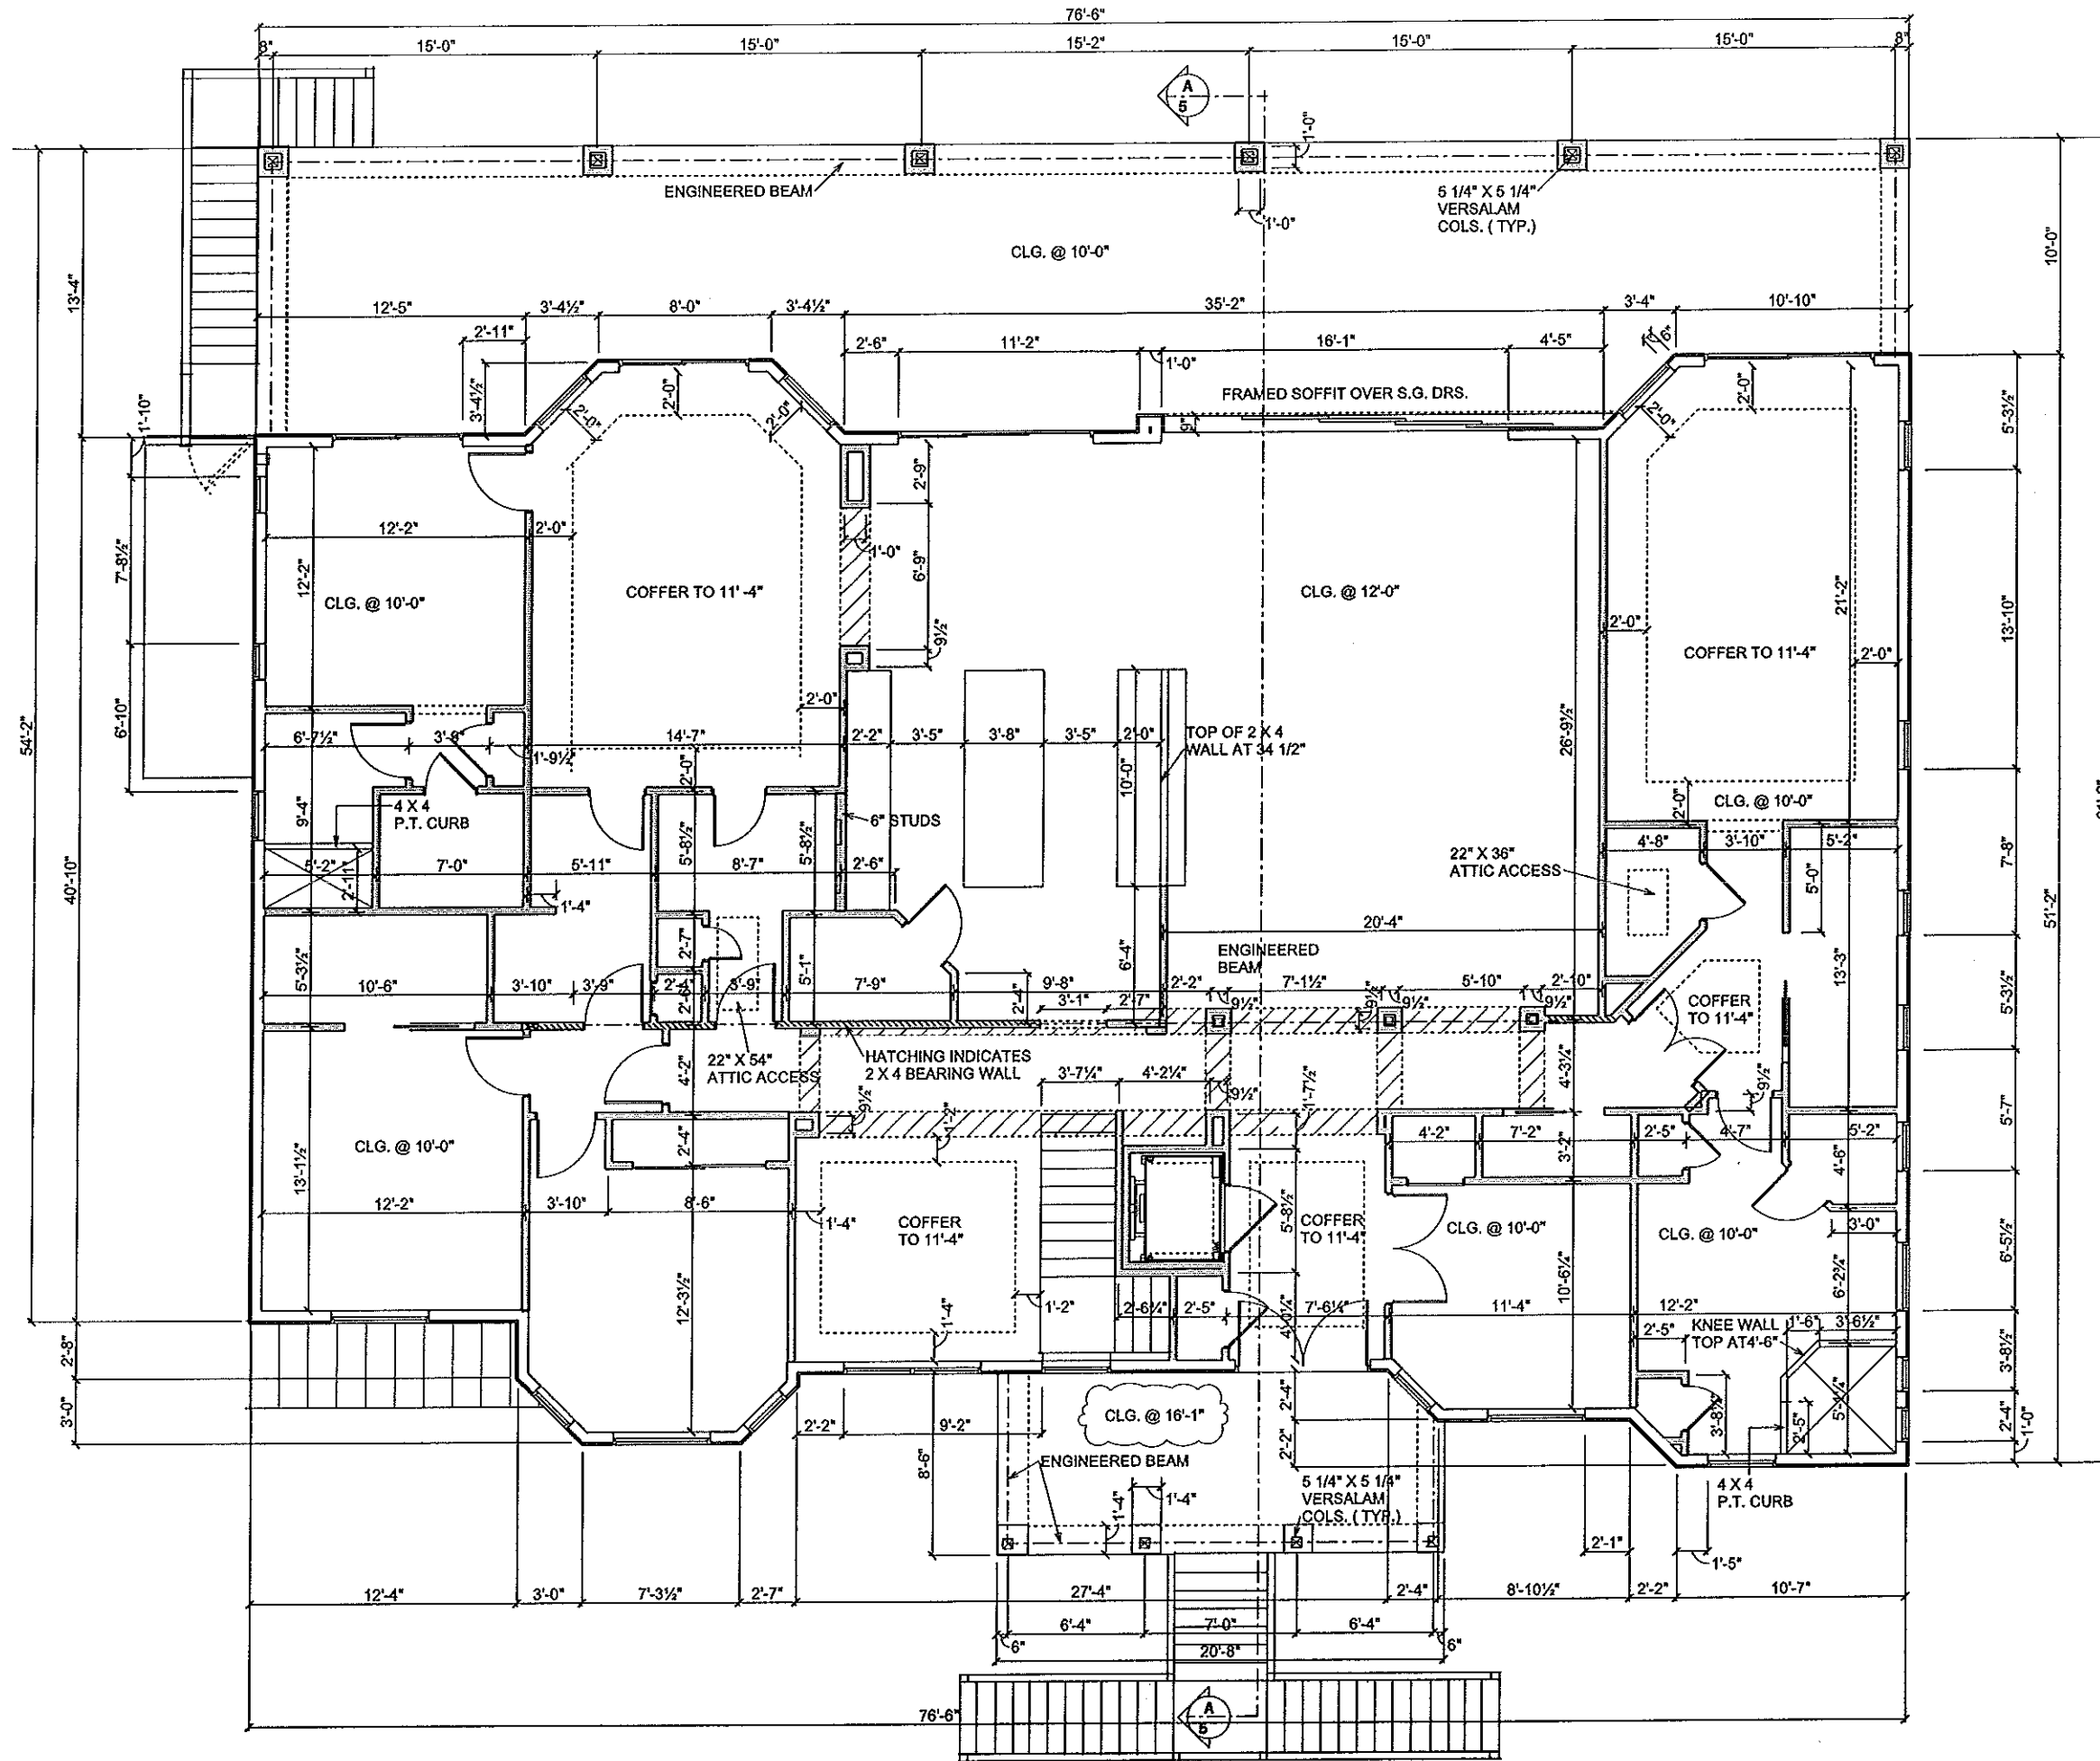 76'-6"
8" 15'-0" 15'-0" 15'-2" 15'-0" 15'-0" 8"
A
5
1'-0"
ENGINEERED BEAM
5 1/4" X 5 1/4"
VERSALAM
COLS. ( TYP.)
1'-0"
CLG. @ 10'-0"
13'-4"
10'-0"
12'-5" 3'-4½" 8'-0" 3'-4½" 35'-2" 3'-4" 10'-10"
2'-11" 2'-6" 11'-2" 1'-0" 16'-1" 4'-5"
3'-4½" 2'-0" 2'-0" 2'-0"
FRAMED SOFFIT OVER S.G. DRS.
9"
2'-0" 2'-0"
1'-10"
5'-3½"
2'-9"
12'-2" 2'-0"
1'-0"
7'-8½"
12'-2"
6'-9"
CLG. @ 10'-0"
COFFER TO 11'-4"
CLG. @ 12'-0"
21'-2"
13'-10"
2'-0"
COFFER TO 11'-4"
2'-0"
9½"
54'-2"
6'-10"
2'-0"
6'-7½" 14'-7" 2'-2" 3'-5" 3'-8" 3'-5" 2'-0"
1'-9½"
TOP OF 2 X 4
WALL AT 34 1/2"
26'-9½"
2'-0"
10'-0"
2'-0"
CLG. @ 10'-0"
9'-4"
4 X 4
P.T. CURB
6" STUDS
5'-8½" 5'-8½"
4'-8" 3'-10" 5'-2"
22" X 36"
ATTIC ACCESS
7'-8"
5'-0"
40'-10"
5'-2" 7'-0" 5'-11" 8'-7" 2'-6"
2'-11"
1'-4"
51'-2"
20'-4"
2'-7"
5'-3½"
5'-1"
6'-4"
ENGINEERED
BEAM
13'-3"
5'-3½"
10'-6" 3'-10" 3'-9" 2'-4" 3'-9" 7'-9" 9'-8" 2'-2" 7'-1½" 5'-10" 2'-10"
2'-4" 3'-1" 2'-7" 9½" 9½" 9½" 9½"
COFFER
TO 11'-4"
22" X 54"
ATTIC ACCESS
HATCHING INDICATES
2 X 4 BEARING WALL
4'-2"
3'-7¼" 4'-2¼"
9½"
1'-7½"
4'-3¼"
9½"
5'-7"
9½"
1'-2"
CLG. @ 10'-0"
2'-4"
4'-2" 7'-2" 2'-5" 4'-7" 5'-2"
3'-2"
4'-6"
13'-1½"
12'-2" 3'-10" 8'-6"
1'-4"
COFFER
TO 11'-4"
5'-8½"
COFFER
TO 11'-4"
CLG. @ 10'-0"
CLG. @ 10'-0"
3'-0"
6'-5½"
6'-2¾"
12'-3½"
1'-2"
10'-6¼"
2'-6¼" 2'-5" 7'-6¼" 11'-4" 12'-2"
1'-4"
4'-0¼"
KNEE WALL
TOP AT4'-6"
1'-6" 3'-6½"
2'-5"
2'-8"
3'-8½"
3'-0"
2'-4"
CLG. @ 16'-1"
2'-2" 9'-2"
2'-2"
3'-8½"
2'-5"
2'-4"
1'-0"
8'-6"
ENGINEERED BEAM
5 1/4" X 5 1/4"
VERSALAM
COLS. ( TYP.)
4 X 4
P.T. CURB
1'-4"
1'-4"
2'-1"
1'-5"
12'-4" 3'-0" 7'-3½" 2'-7" 27'-4" 2'-4" 8'-10½" 2'-2" 10'-7"
6'-4" 7'-0" 6'-4"
6" 20'-8" 6"
76'-6"
A
5